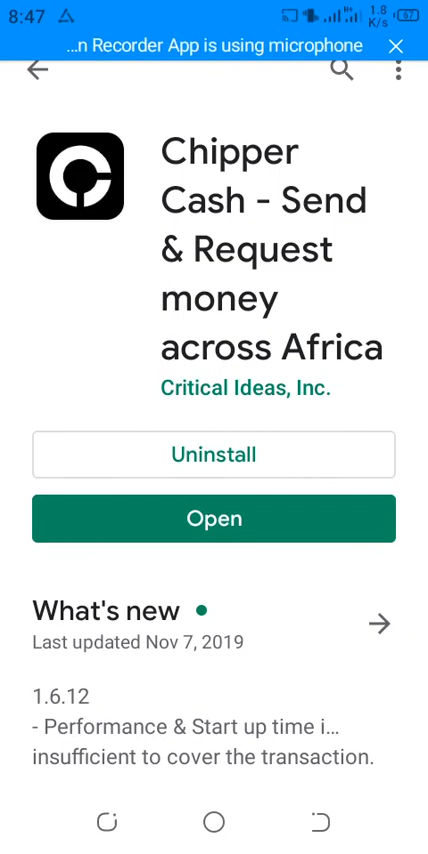 8:47
1.8
K/s
57
...n Recorder App is using microphone
Chipper
Cash - Send
& Request
money
across Africa
Critical Ideas, Inc.
Uninstall
Open
What's new
Last updated Nov 7, 2019
1.6.12
- Performance & Start up time i...
insufficient to cover the transaction.